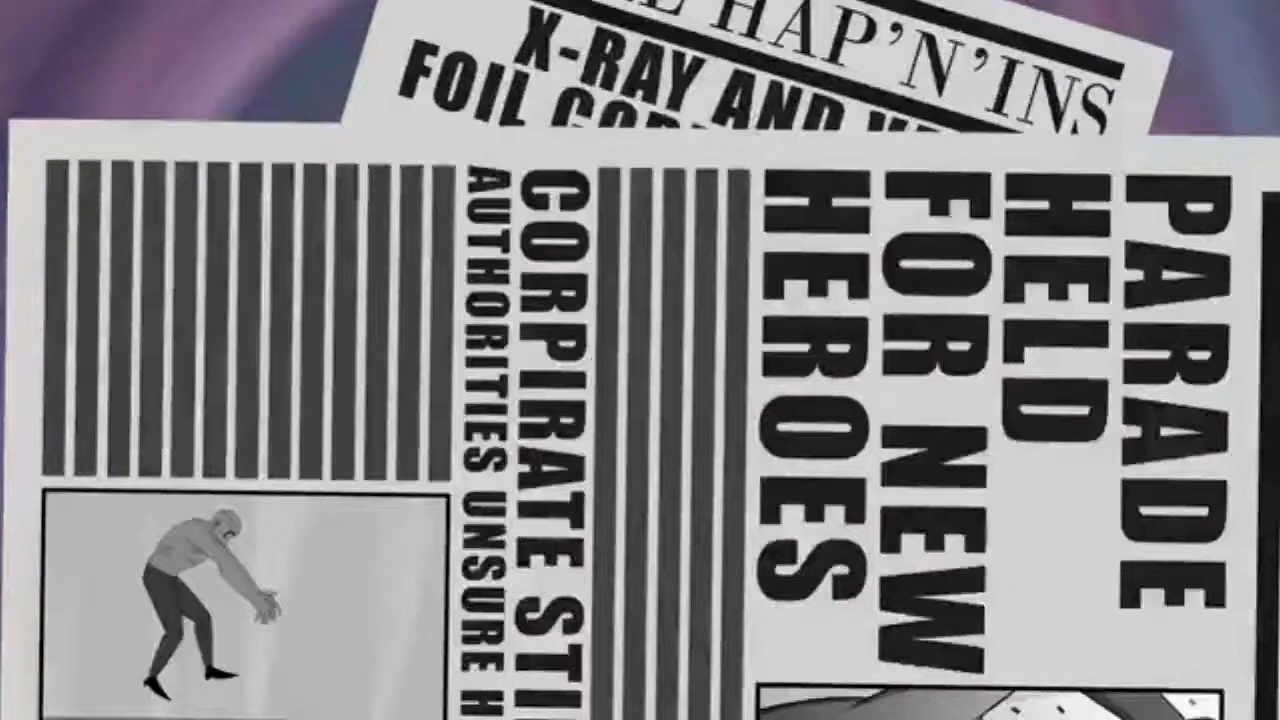 HAP'N'INS
X-RAY AND
FOIL
PARADE
HELD
FOR NEW
HEROES
CORPIRATE
AUTHORITIES UNSURE